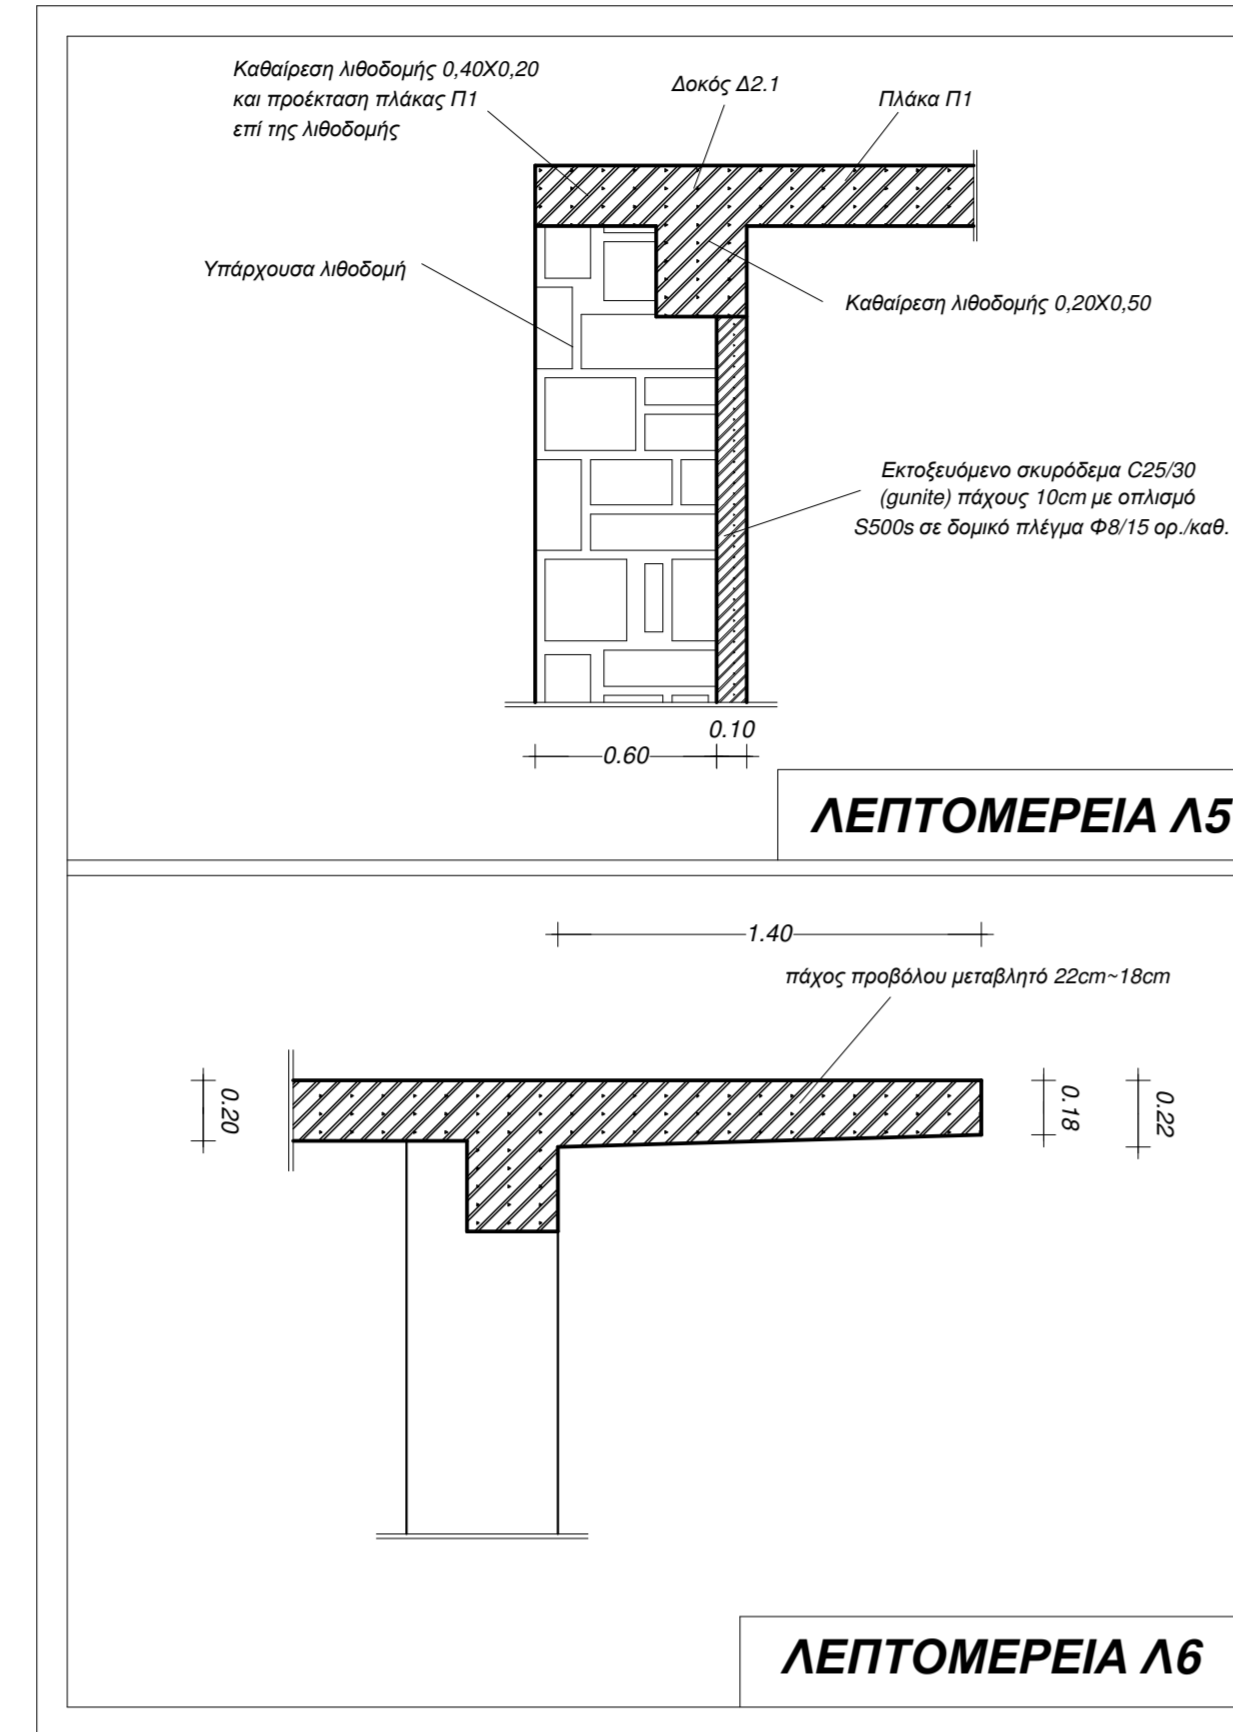 Καθαίρεση λιθοδομής 0,40X0,20
και προέκταση πλάκας Π1
επί της λιθοδομής
Δοκός Δ2.1
Πλάκα Π1
Υπάρχουσα λιθοδομή
Καθαίρεση λιθοδομής 0,20X0,50
Εκτοξευόμενο σκυρόδεμα C25/30
(gunite) πάχους 10cm με οπλισμό
S500s σε δομικό πλέγμα Φ8/15 ορ./καθ.
0.10
0.60
ΛΕΠΤΟΜΕΡΕΙΑ Λ5
1.40
πάχος προβόλου μεταβλητό 22cm~18cm
0.20
0.18
0.22
ΛΕΠΤΟΜΕΡΕΙΑ Λ6